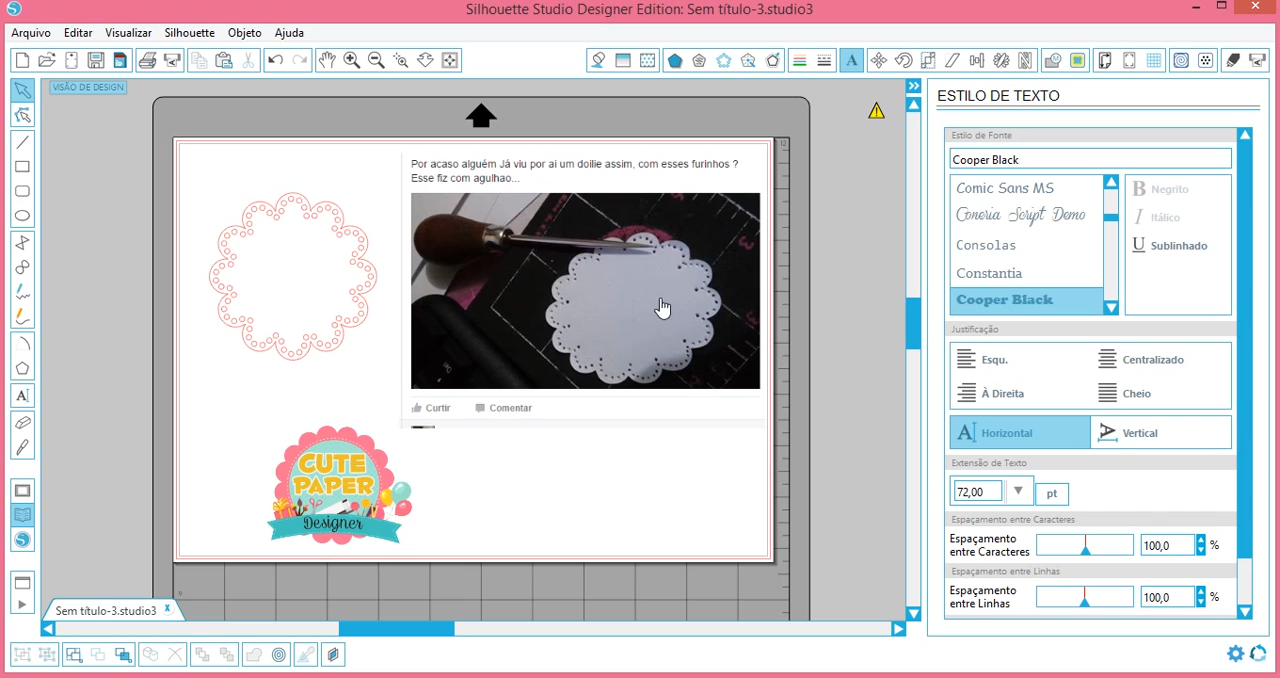 Silhouette Studio Designer Edition: Sem título-3.studio3
Arquivo Editar Visualizar Silhouette Objeto Ajuda
VISÃO DE DESIGN
Por acaso alguém Já viu por ai um doilie assim, com esses furinhos ?
Esse fiz com agulhao...
Curtir Comentar
CUTE
PAPER
Designer
12
Sem título-3.studio3 x
ESTILO DE TEXTO
Estilo de Fonte
Cooper Black
Comic Sans MS
Coneria Script Demo
Consolas
Constantia
Cooper Black
B Negrito
I Itálico
U Sublinhado
Justificação
Esqu. Centralizado
À Direita Cheio
A Horizontal A Vertical
Extensão de Texto
72,00 pt
Espaçamento entre Caracteres
Espaçamento
entre Caracteres 100,0 %
Espaçamento entre Linhas
Espaçamento
entre Linhas 100,0 %